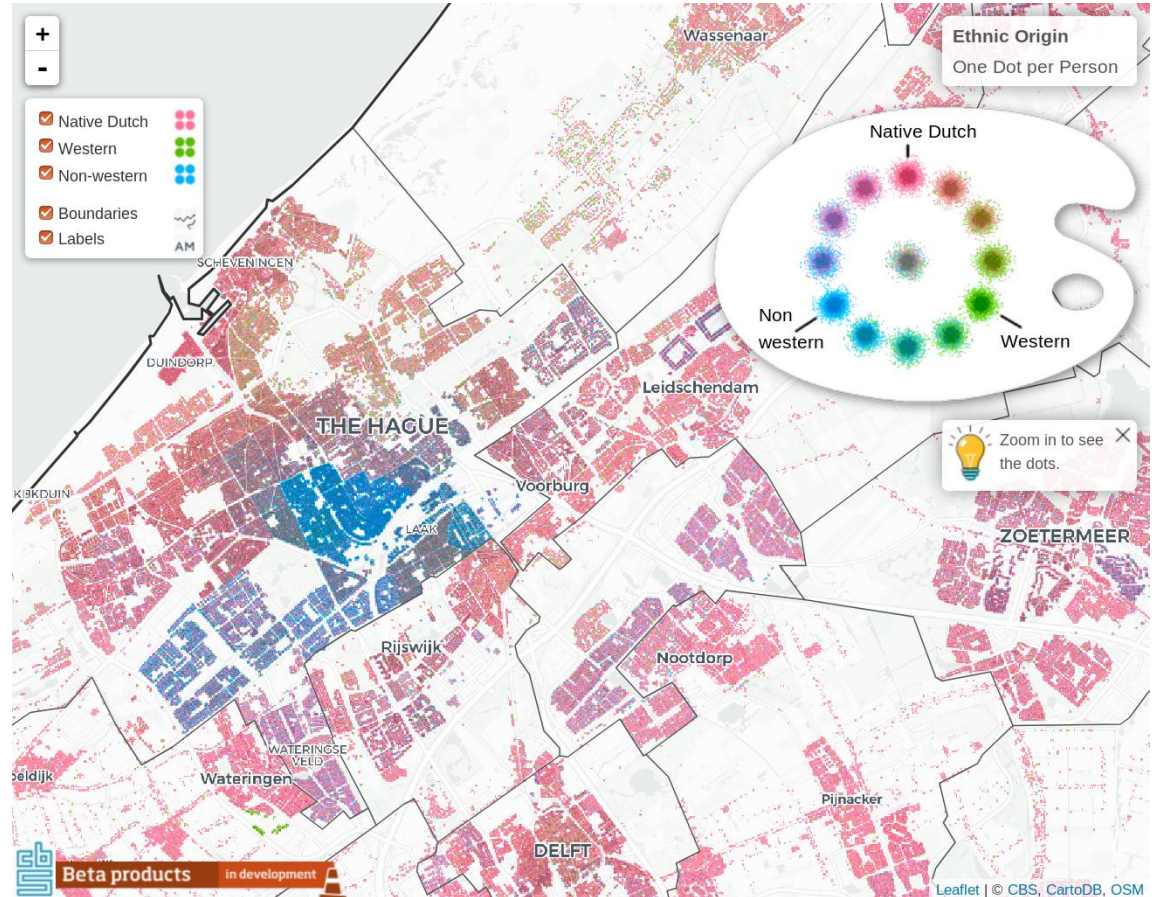 +
-
Native Dutch
Western
Non-western
Boundaries
Labels
AM
Ethnic Origin
One Dot per Person
Native Dutch
Non
western
Western
Zoom in to see
the dots.
Wassenaar
SCHEVENINGEN
DUINDORP
Leidschendam
THE HAGUE
KIJKDUIN
Voorburg
LAAK
ZOETERMEER
Rijswijk
Nootdorp
WATERINGSE
VELD
Wateringen
Pijnacker
DELFT
cbs
Beta products
in development
Leaflet | © CBS, CartoDB, OSM